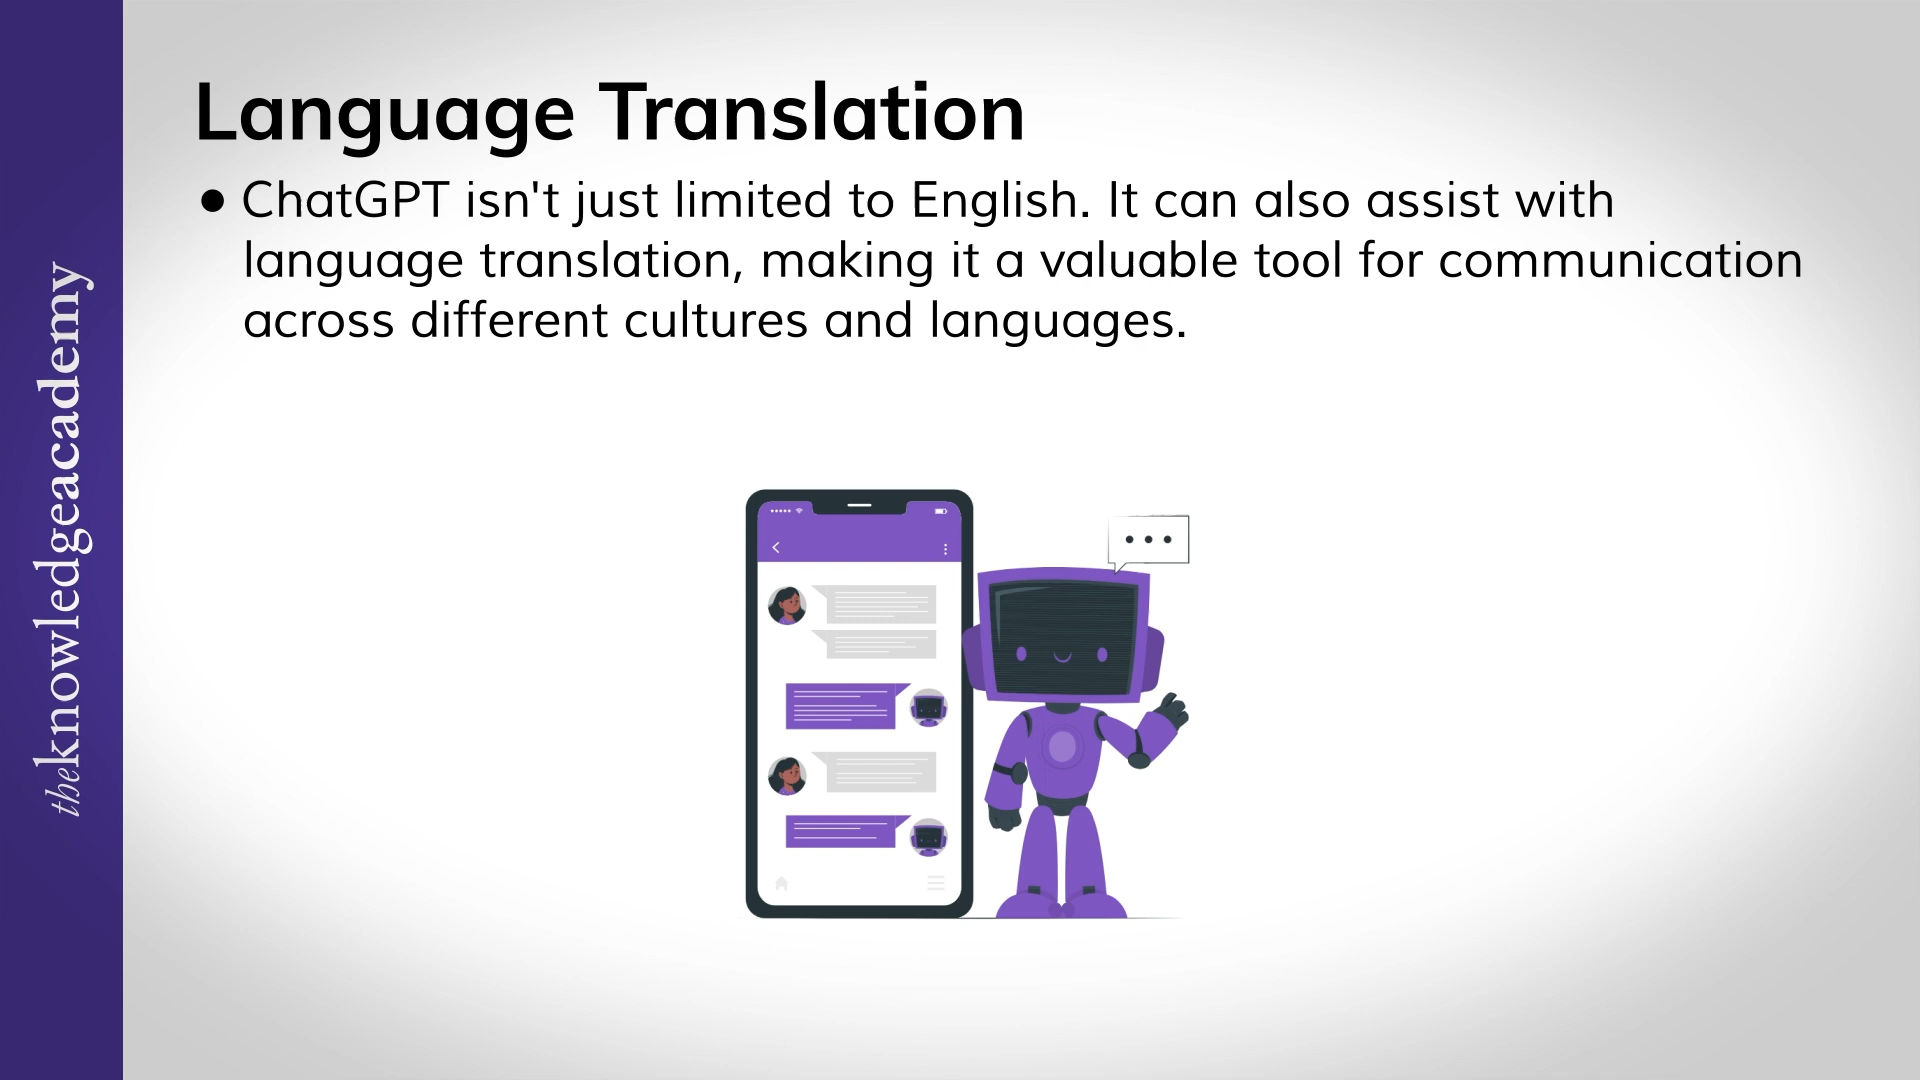 Language Translation
● ChatGPT isn't just limited to English. It can also assist with
language translation, making it a valuable tool for communication
across different cultures and languages.
theknowledgeacademy